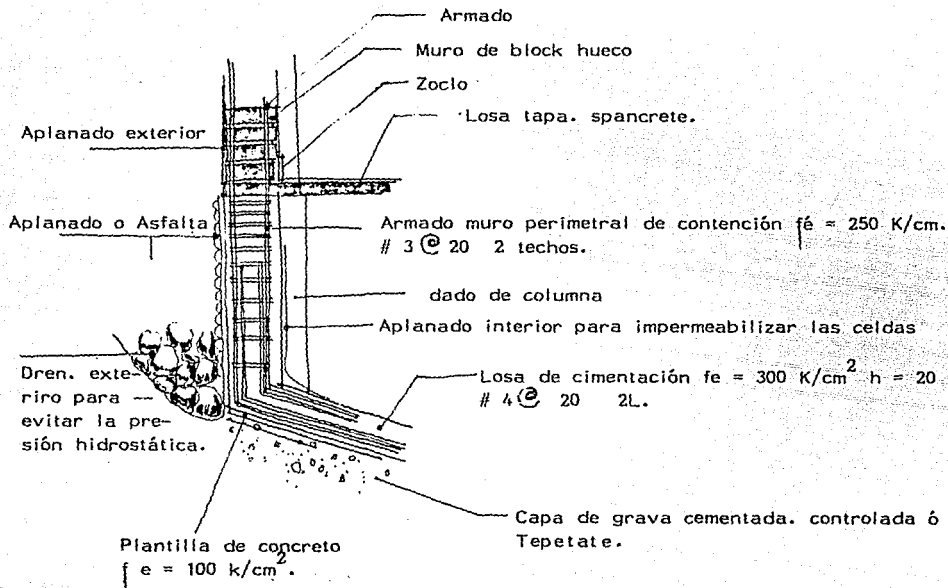 Armado
Muro de block hueco
Zoclo
Losa tapa. spancrete.
Aplanado exterior
Aplanado o Asfalta
Armado muro perimetral de contención fé = 250 K/cm.
# 3 @ 20 2 techos.
dado de columna
Aplanado interior para impermeabilizar las celdas
Dren. exte-
riro para --
evitar la pre-
sión hidrostática.
Losa de cimentación fe = 300 K/cm² h = 20
# 4 @ 20 2L.
Capa de grava cementada. controlada ó
Tepetate.
Plantilla de concreto
f e = 100 k/cm².